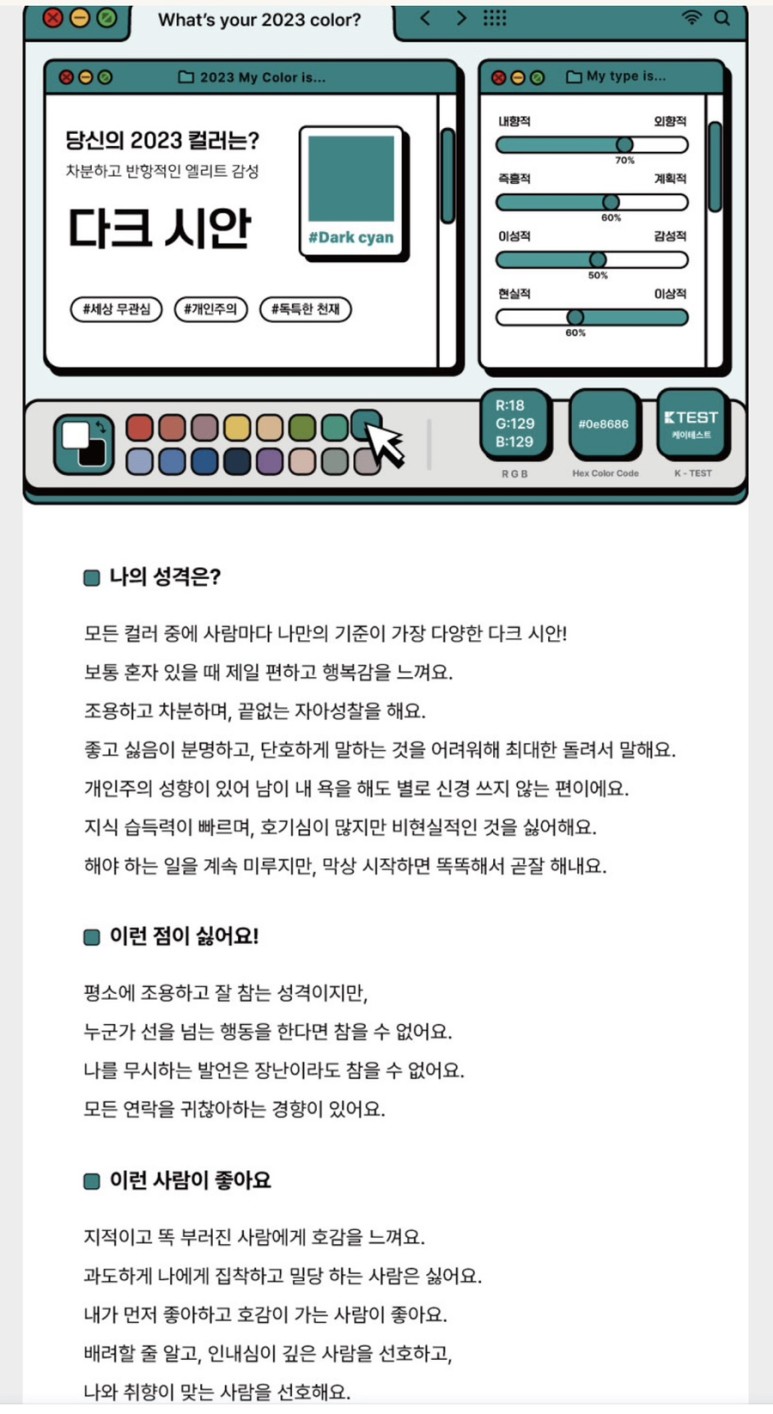 What's your 2023 color?
2023 My Color is...
당신의 2023 컬러는?
차분하고 반항적인 엘리트 감성
다크 시안
#Dark cyan
#세상 무관심 #개인주의 #독특한 천재
My type is...
내향적 외향적
70%
즉흥적 계획적
60%
이성적 감성적
50%
현실적 이상적
60%
R:18
G:129
B:129
R G B
#0e8686
Hex Color Code
KTEST
케이테스트
K - TEST
나의 성격은?
모든 컬러 중에 사람마다 나만의 기준이 가장 다양한 다크 시안!
보통 혼자 있을 때 제일 편하고 행복감을 느껴요.
조용하고 차분하며, 끝없는 자아성찰을 해요.
좋고 싫음이 분명하고, 단호하게 말하는 것을 어려워해 최대한 돌려서 말해요.
개인주의 성향이 있어 남이 내 욕을 해도 별로 신경 쓰지 않는 편이에요.
지식 습득력이 빠르며, 호기심이 많지만 비현실적인 것을 싫어해요.
해야 하는 일을 계속 미루지만, 막상 시작하면 똑똑해서 곧잘 해내요.
이런 점이 싫어요!
평소에 조용하고 잘 참는 성격이지만,
누군가 선을 넘는 행동을 한다면 참을 수 없어요.
나를 무시하는 발언은 장난이라도 참을 수 없어요.
모든 연락을 귀찮아하는 경향이 있어요.
이런 사람이 좋아요
지적이고 똑 부러진 사람에게 호감을 느껴요.
과도하게 나에게 집착하고 밀당 하는 사람은 싫어요.
내가 먼저 좋아하고 호감이 가는 사람이 좋아요.
배려할 줄 알고, 인내심이 깊은 사람을 선호하고,
나와 취향이 맞는 사람을 선호해요.